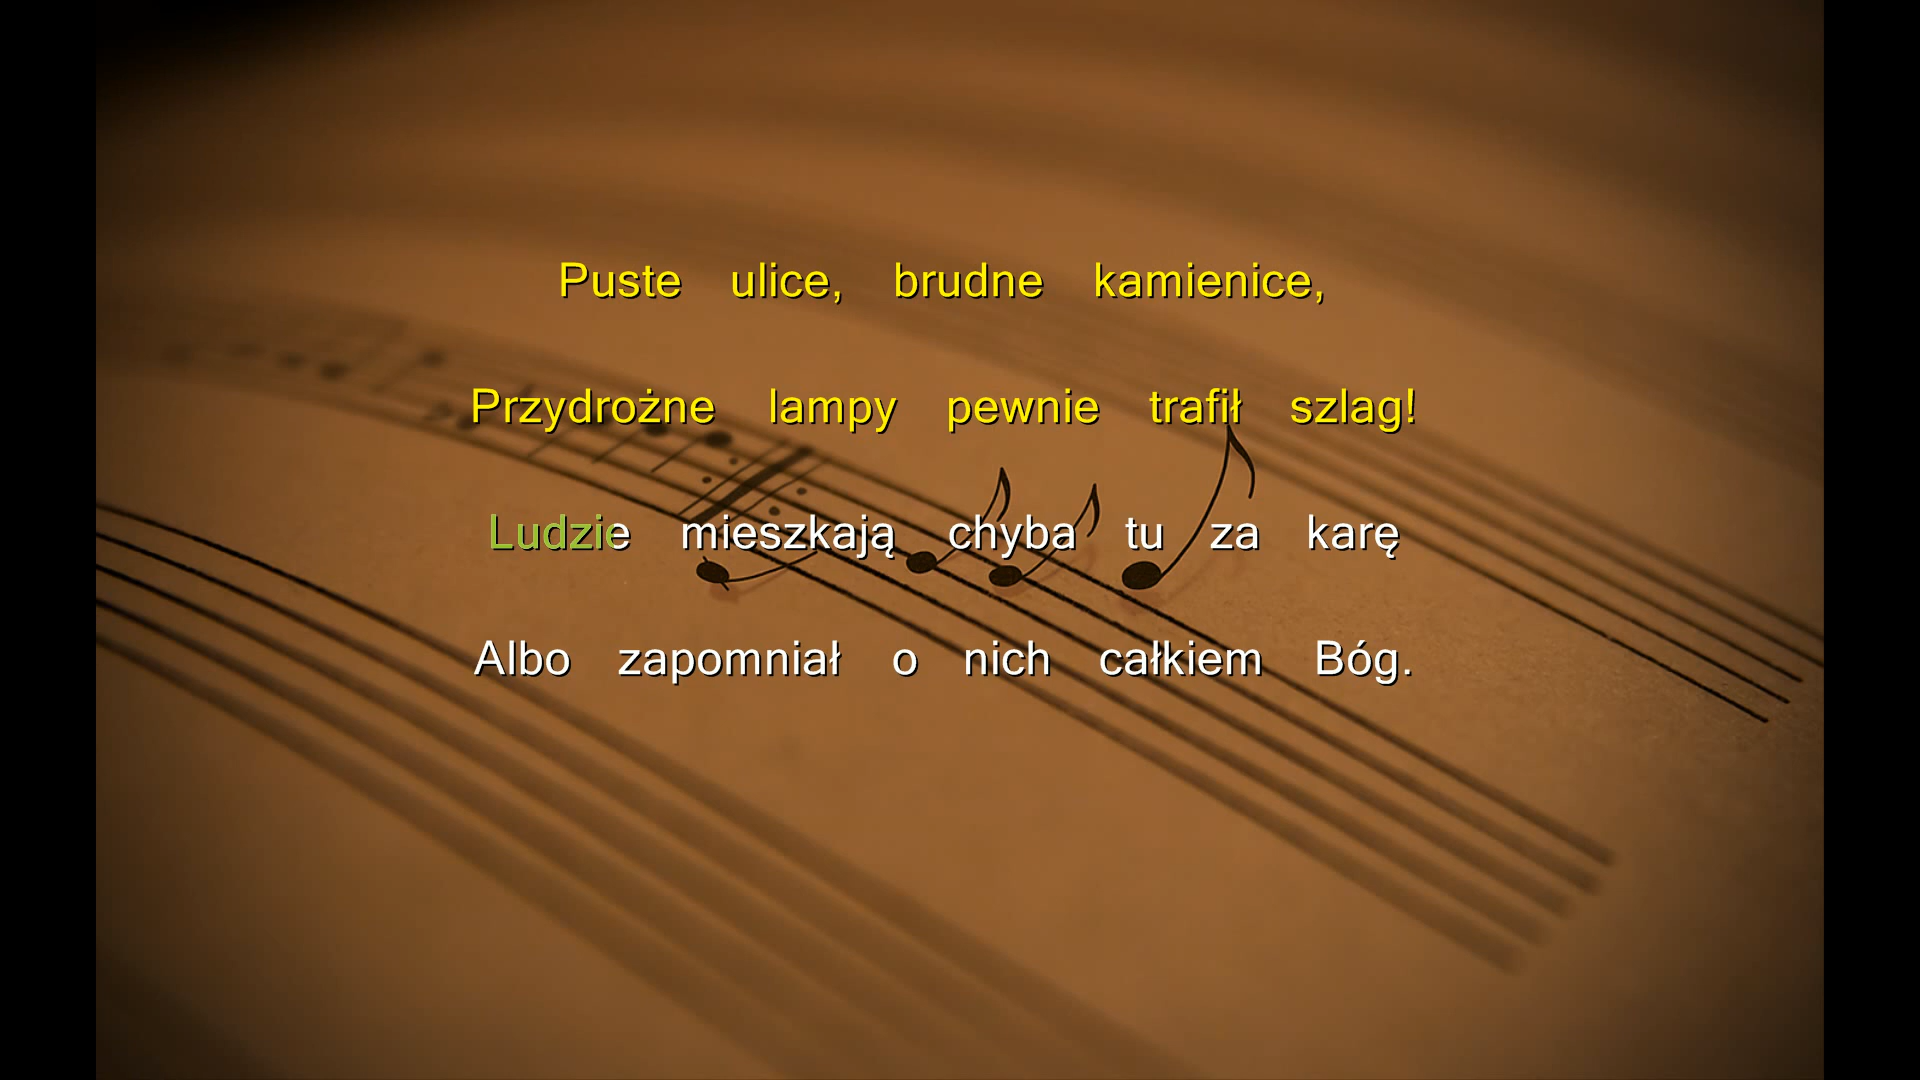 Puste ulice, brudne kamienice,
Przydrożne lampy pewnie trafił szlag!
Ludzie mieszkają chyba tu za karę
Albo zapomniał o nich całkiem Bóg.